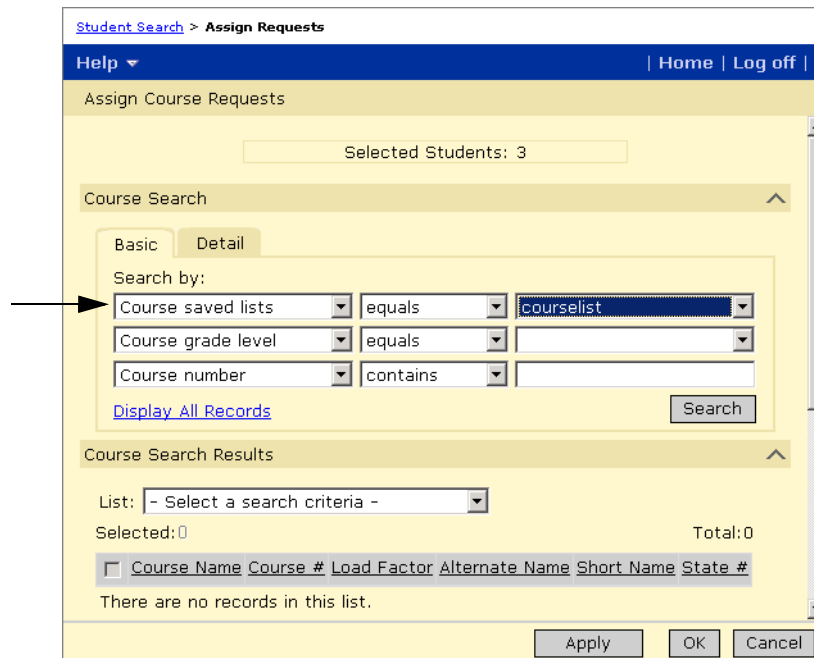 Student Search > Assign Requests
Help | Home | Log off |
Assign Course Requests
Selected Students: 3
Course Search
Basic Detail
Search by:
Course saved lists equals courselist
Course grade level equals
Course number contains
Display All Records Search
Course Search Results
List: - Select a search criteria -
Selected:0 Total:0
Course Name Course # Load Factor Alternate Name Short Name State #
There are no records in this list.
Apply OK Cancel